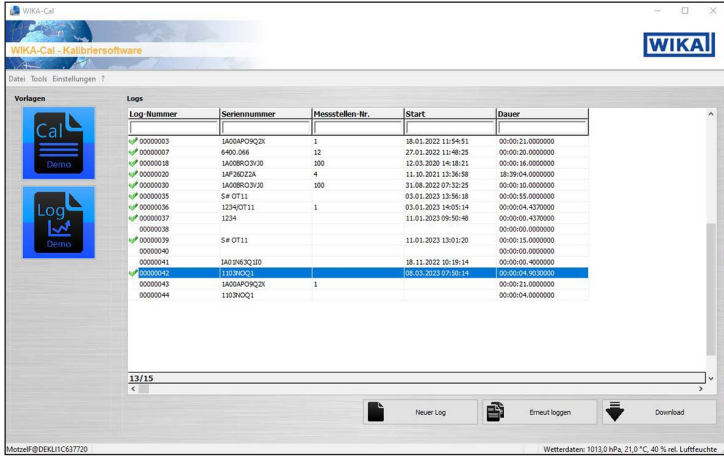 WIKA-Cal
WIKA-Cal - Kalibriersoftware
WIKA
Datei Tools Einstellungen ?
Vorlagen
Cal
Demo
Log
Demo
Logs
Log-Nummer Seriennummer Messstellen-Nr. Start Dauer
00000003 1A00APO9Q2X 1 18.01.2022 11:54:51 00:00:21.0000000
00000007 6400.066 12 27.01.2022 11:48:25 00:00:20.0000000
00000018 1A00BRO3VJ0 100 12.03.2020 14:18:21 00:00:16.0000000
00000020 1AF26DZ2A 4 11.10.2021 13:36:58 18:39:04.0000000
00000030 1A00BRO3VJ0 100 31.08.2022 07:32:25 00:00:10.0000000
00000035 S# OT11 03.01.2023 13:56:18 00:00:55.0000000
00000036 1234/OT11 1 03.01.2023 14:05:14 00:00:04.4370000
00000037 1234 11.01.2023 09:50:48 00:00:00.4370000
00000038 00:00:00.0000000
00000039 S# OT11 11.01.2023 13:01:20 00:00:15.0000000
00000040 00:00:00.0000000
00000041 IA01N63Q1I0 18.11.2022 10:19:14 00:00:00.4000000
00000042 1103NOQ1 08.03.2023 07:50:14 00:00:04.9030000
00000043 1A00APO9Q2X 1 00:00:21.0000000
00000044 1103NOQ1 00:00:04.0000000
13/15
Neuer Log
Erneut loggen
Download
MotzelF@DEKLI1C637720
Wetterdaten: 1013,0 hPa, 21,0 °C, 40 % rel. Luftfeuchte